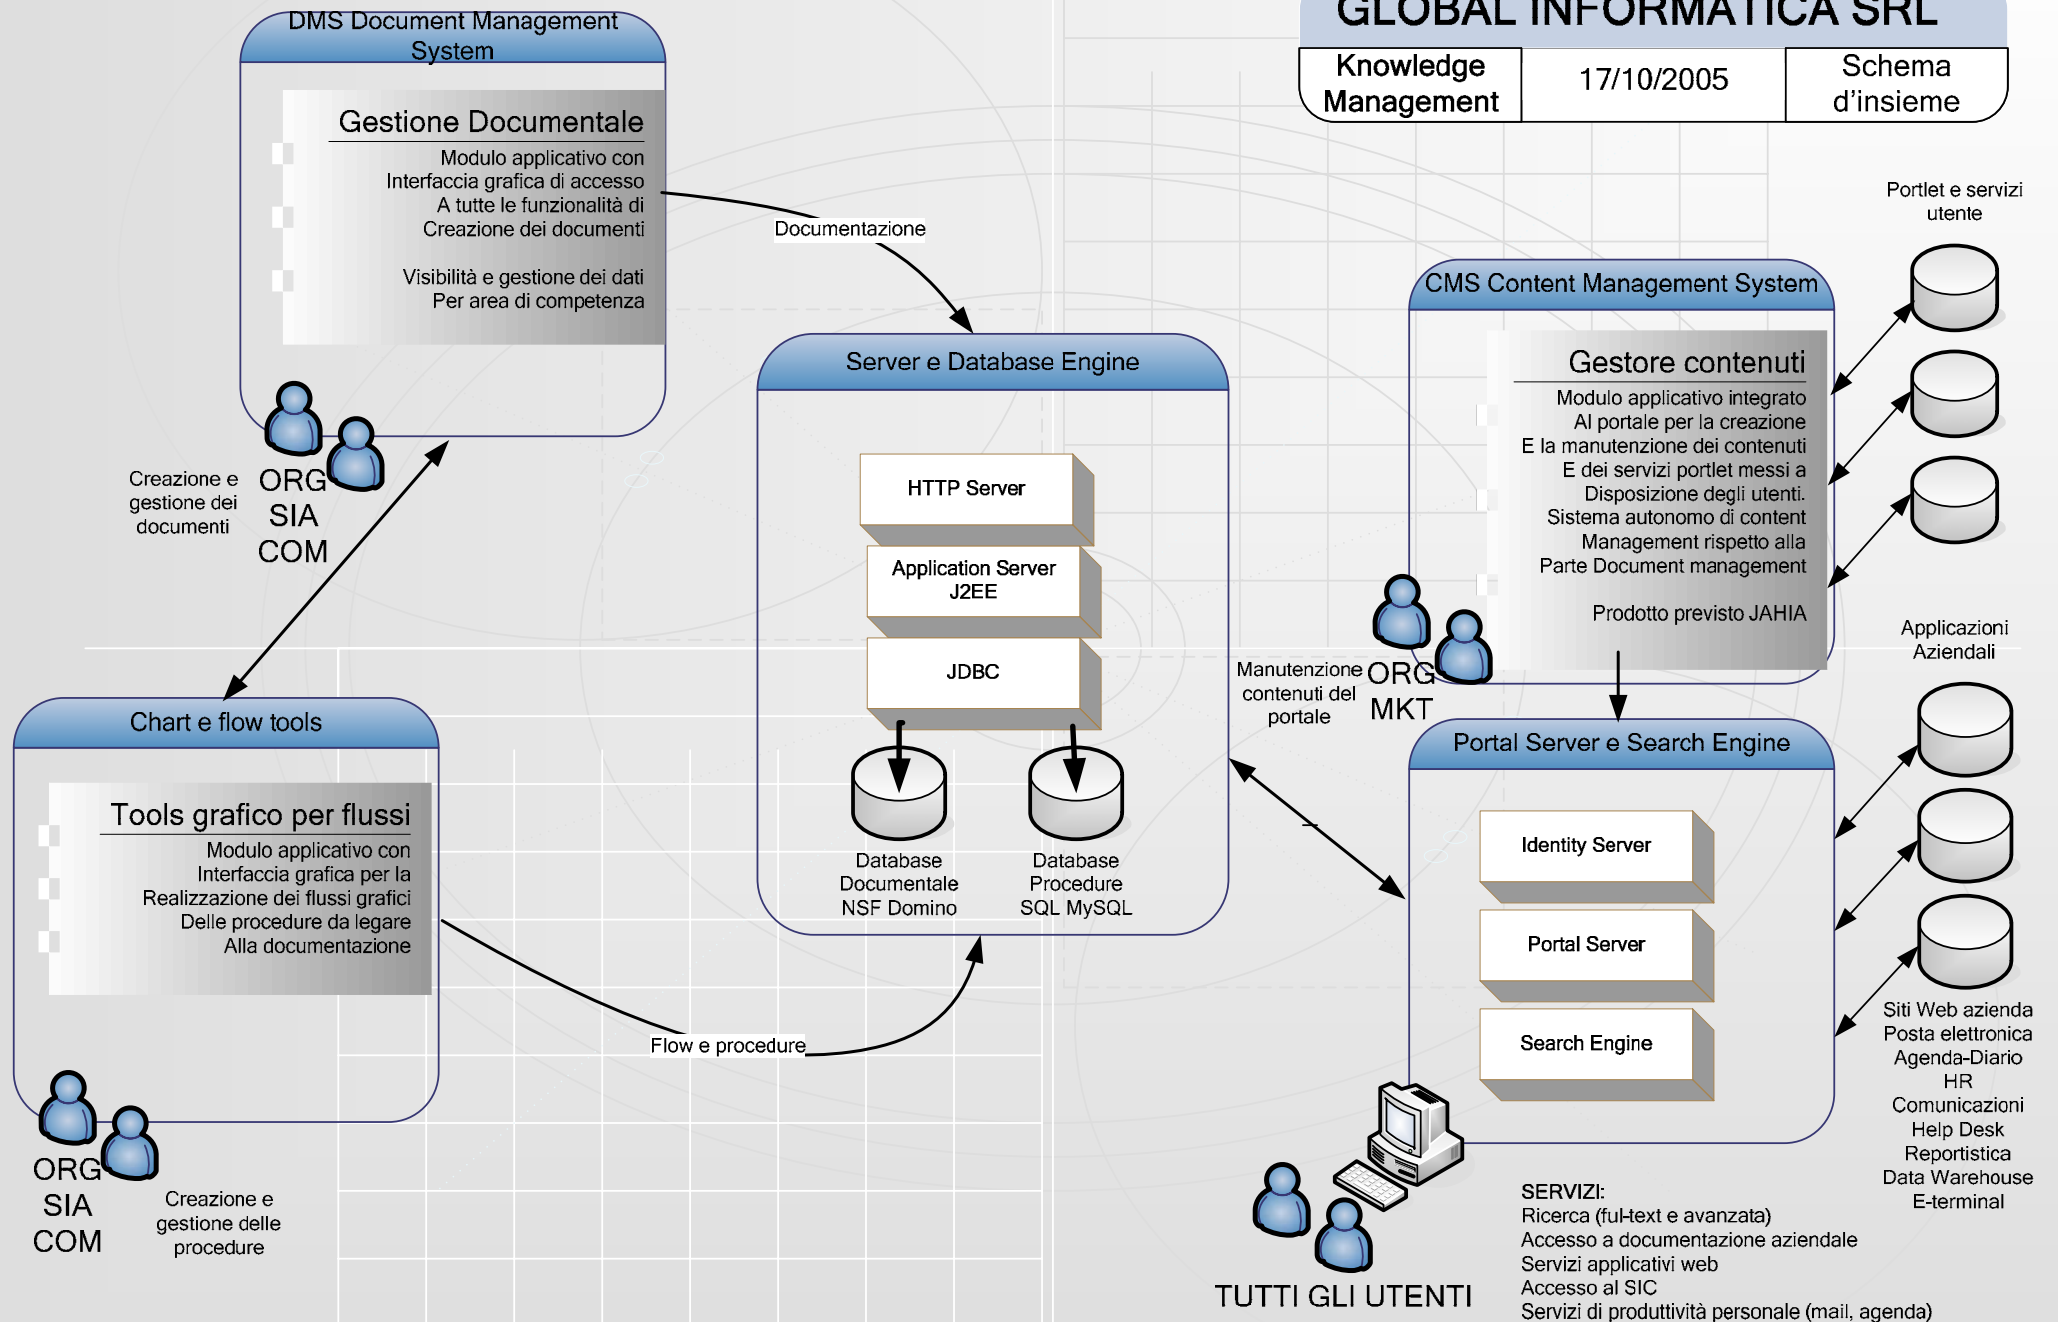 DMS Document Management
System
Gestione Documentale
Modulo applicativo con
Interfaccia grafica di accesso
A tutte le funzionalità di
Creazione dei documenti
Visibilità e gestione dei dati
Per area di competenza
Creazione e
gestione dei
documenti
ORG
SIA
COM
Documentazione
GLOBAL INFORMATICA SRL
Knowledge
Management
17/10/2005
Schema
d'insieme
Server e Database Engine
HTTP Server
Application Server
J2EE
JDBC
Database
Documentale
NSF Domino
Database
Procedure
SQL MySQL
Portlet e servizi
utente
CMS Content Management System
Gestore contenuti
Modulo applicativo integrato
Al portale per la creazione
E la manutenzione dei contenuti
E dei servizi portlet messi a
Disposizione degli utenti.
Sistema autonomo di content
Management rispetto alla
Parte Document management
Prodotto previsto JAHIA
Manutenzione
contenuti del
portale
ORG
MKT
Applicazioni
Aziendali
Chart e flow tools
Tools grafico per flussi
Modulo applicativo con
Interfaccia grafica per la
Realizzazione dei flussi grafici
Delle procedure da legare
Alla documentazione
Flow e procedure
ORG
SIA
COM
Creazione e
gestione delle
procedure
Portal Server e Search Engine
Identity Server
Portal Server
Search Engine
Siti Web azienda
Posta elettronica
Agenda-Diario
HR
Comunicazioni
Help Desk
Reportistica
Data Warehouse
E-terminal
TUTTI GLI UTENTI
SERVIZI:
Ricerca (ful-text e avanzata)
Accesso a documentazione aziendale
Servizi applicativi web
Accesso al SIC
Servizi di produttività personale (mail, agenda)